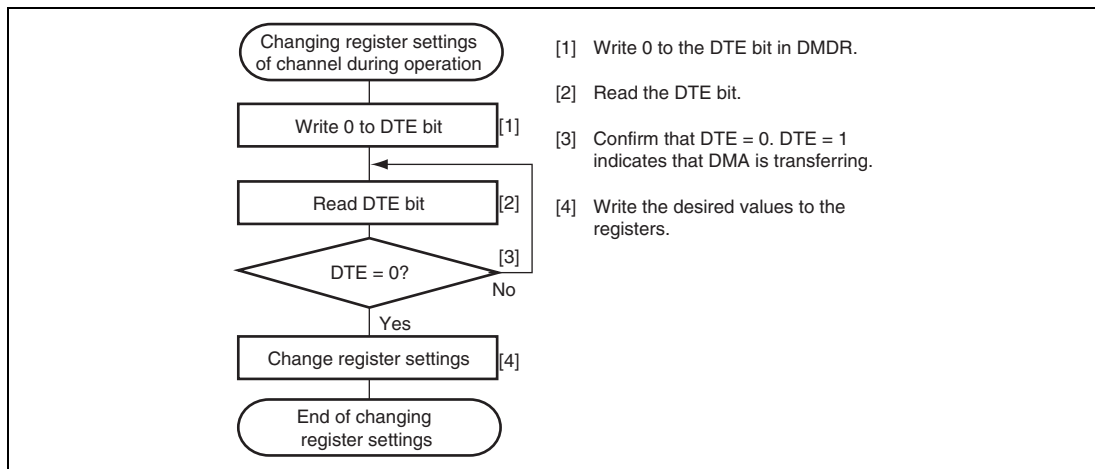 Changing register settings
of channel during operation
Write 0 to DTE bit
[1]
Read DTE bit
[2]
DTE = 0?
[3]
No
Yes
Change register settings
[4]
End of changing
register settings
[1] Write 0 to the DTE bit in DMDR.
[2] Read the DTE bit.
[3] Confirm that DTE = 0. DTE = 1
indicates that DMA is transferring.
[4] Write the desired values to the
registers.